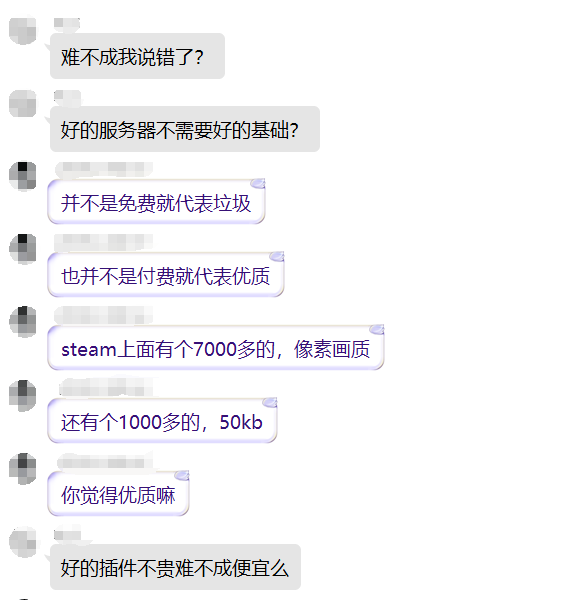 难不成我说错了？
好的服务器不需要好的基础？
并不是免费就代表垃圾
也并不是付费就代表优质
steam上面有个7000多的，像素画质
还有个1000多的，50kb
你觉得优质嘛
好的插件不贵难不成便宜么